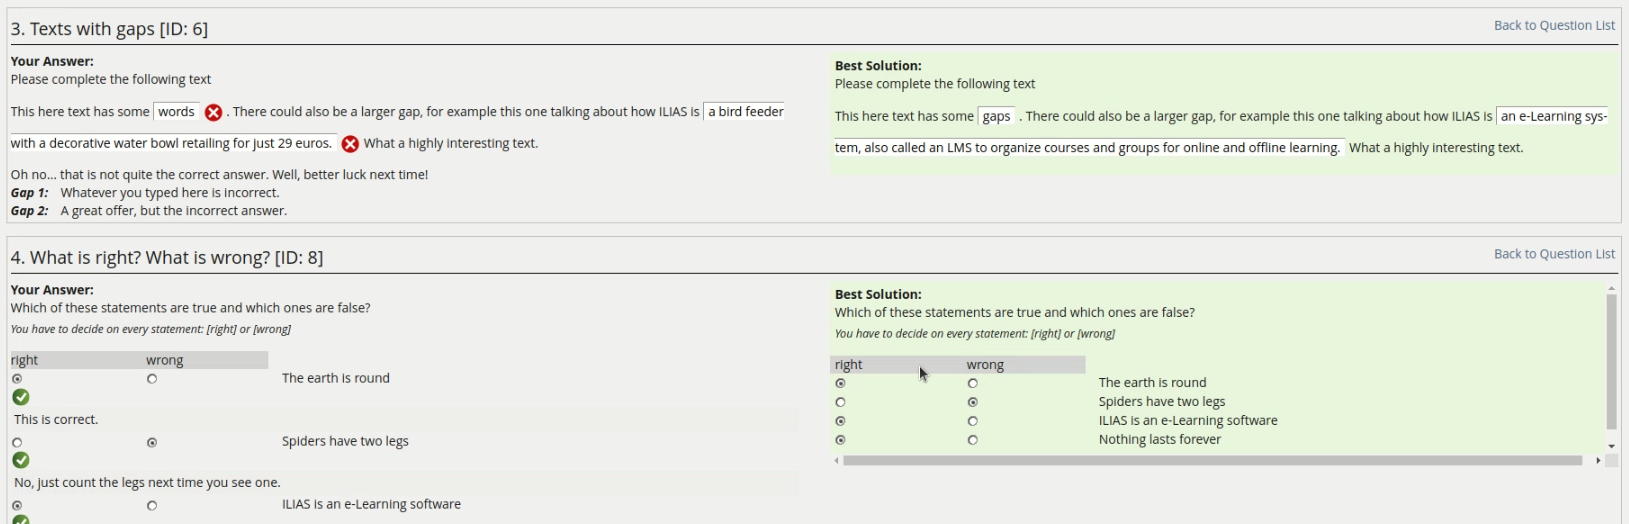 3. Texts with gaps [ID: 6]
Back to Question List
Your Answer:
Please complete the following text
This here text has some words . There could also be a larger gap, for example this one talking about how ILIAS is a bird feeder
with a decorative water bowl retailing for just 29 euros. What a highly interesting text.
Oh no... that is not quite the correct answer. Well, better luck next time!
Gap 1: Whatever you typed here is incorrect.
Gap 2: A great offer, but the incorrect answer.
Best Solution:
Please complete the following text
This here text has some gaps . There could also be a larger gap, for example this one talking about how ILIAS is an e-Learning sys-
tem, also called an LMS to organize courses and groups for online and offline learning. What a highly interesting text.
4. What is right? What is wrong? [ID: 8]
Back to Question List
Your Answer:
Which of these statements are true and which ones are false?
You have to decide on every statement: [right] or [wrong]
right wrong
The earth is round
This is correct.
Spiders have two legs
No, just count the legs next time you see one.
ILIAS is an e-Learning software
Best Solution:
Which of these statements are true and which ones are false?
You have to decide on every statement: [right] or [wrong]
right wrong
The earth is round
Spiders have two legs
ILIAS is an e-Learning software
Nothing lasts forever